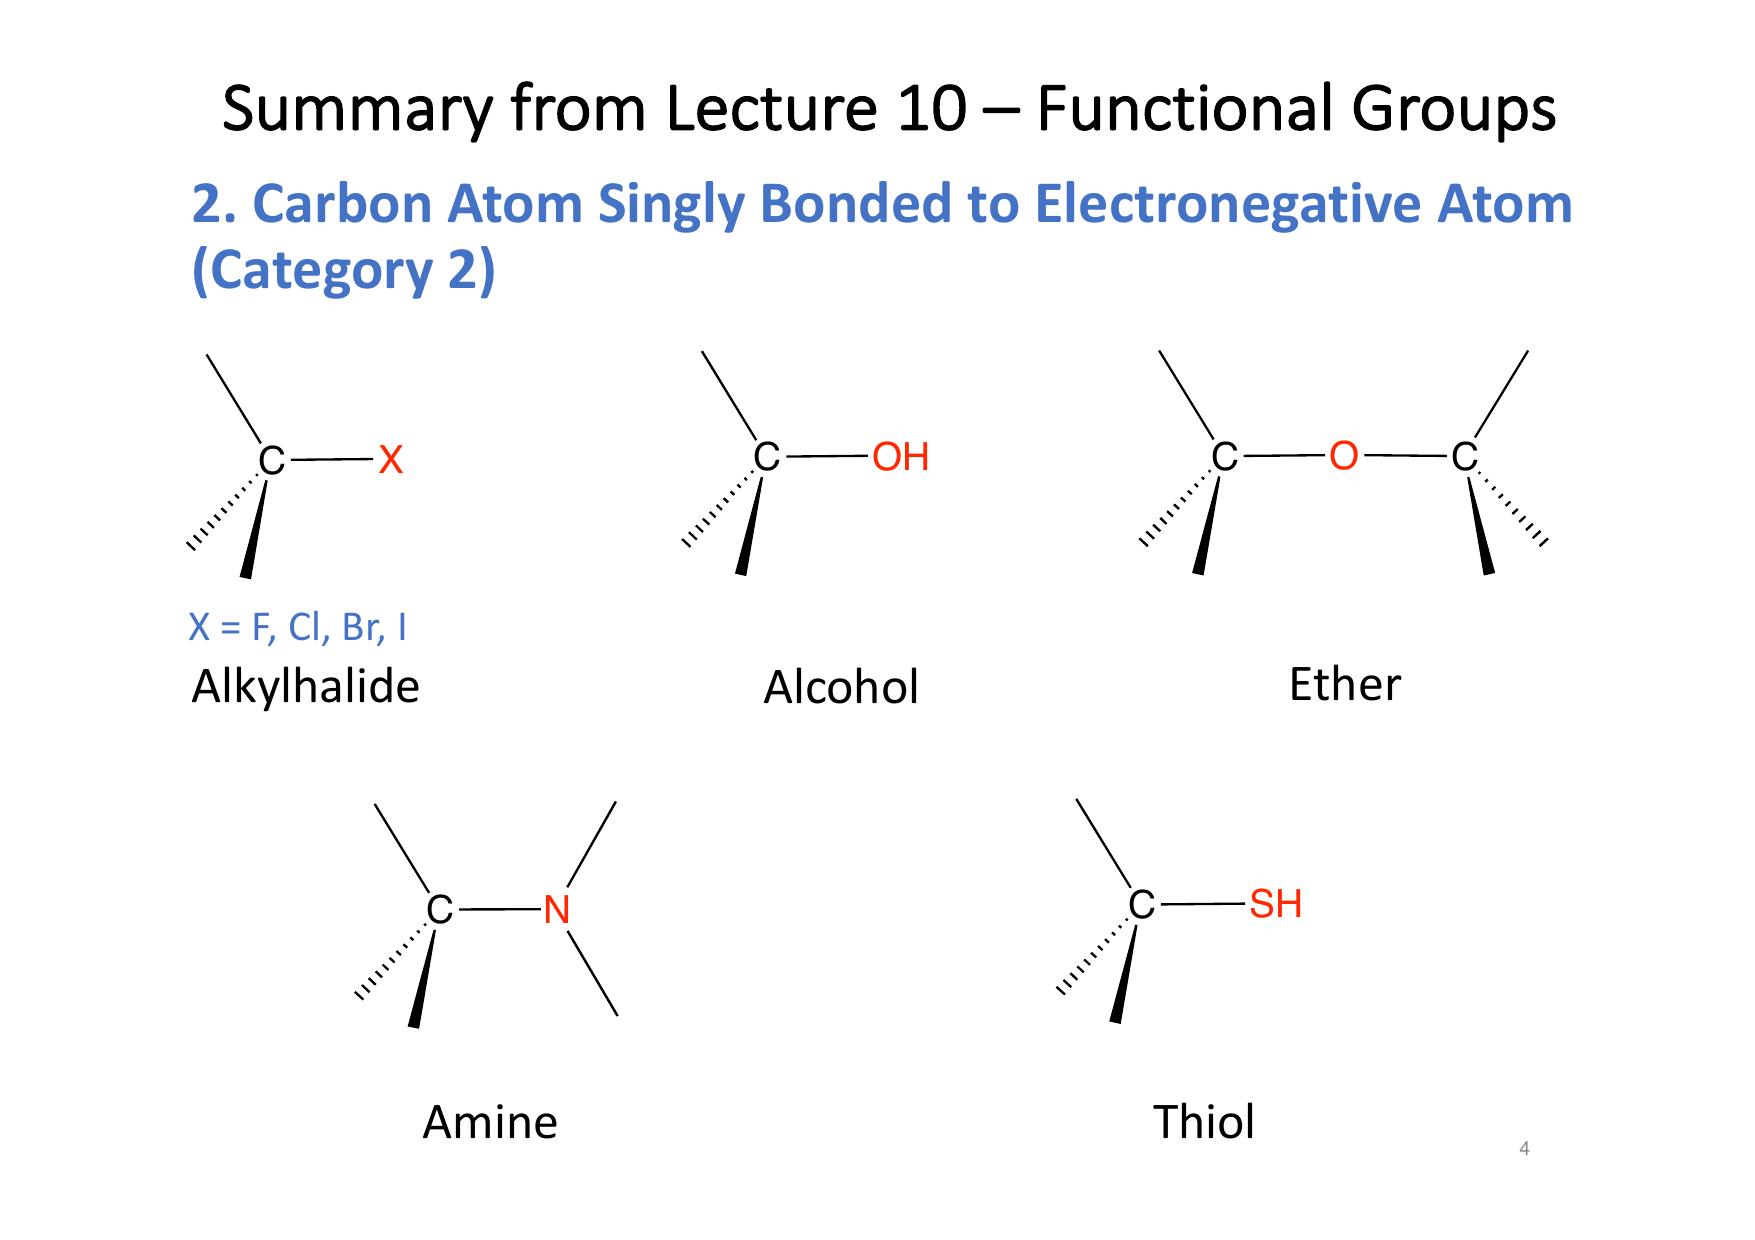 Summary from Lecture 10 – Functional Groups
2. Carbon Atom Singly Bonded to Electronegative Atom
(Category 2)
C X
C OH
C O C
X = F, Cl, Br, I
Alkylhalide
Alcohol
Ether
C N
C SH
Amine
Thiol
4